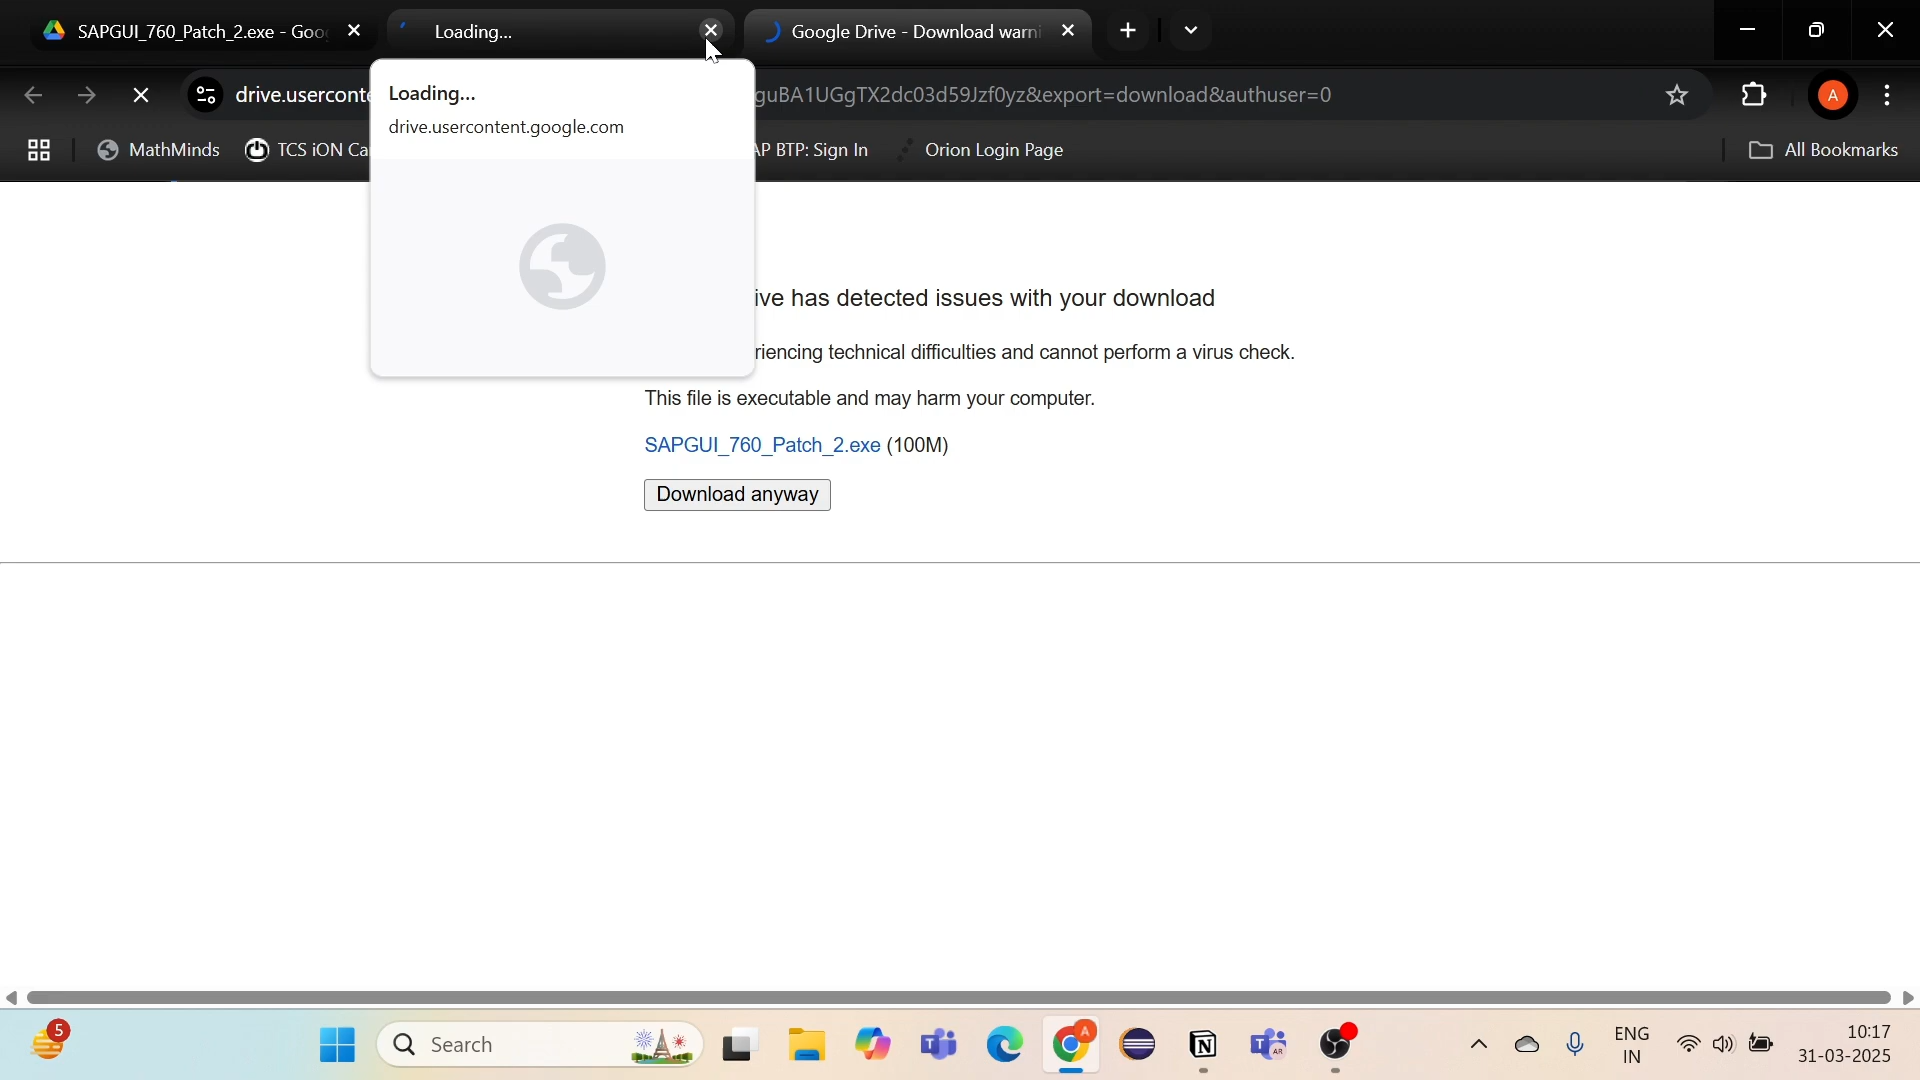 SAPGUI_760_Patch_2.exe - Goo
Loading...
Google Drive - Download warni
drive.userconte
guBA1UGgTX2dc03d59Jzf0yz&export=download&authuser=0
A
Loading...
drive.usercontent.google.com
MathMinds
TCS iON Ca
AP BTP: Sign In
Orion Login Page
All Bookmarks
ive has detected issues with your download
riencing technical difficulties and cannot perform a virus check.
This file is executable and may harm your computer.
SAPGUI_760_Patch_2.exe (100M)
Download anyway
5
Search
ENG
IN
10:17
31-03-2025